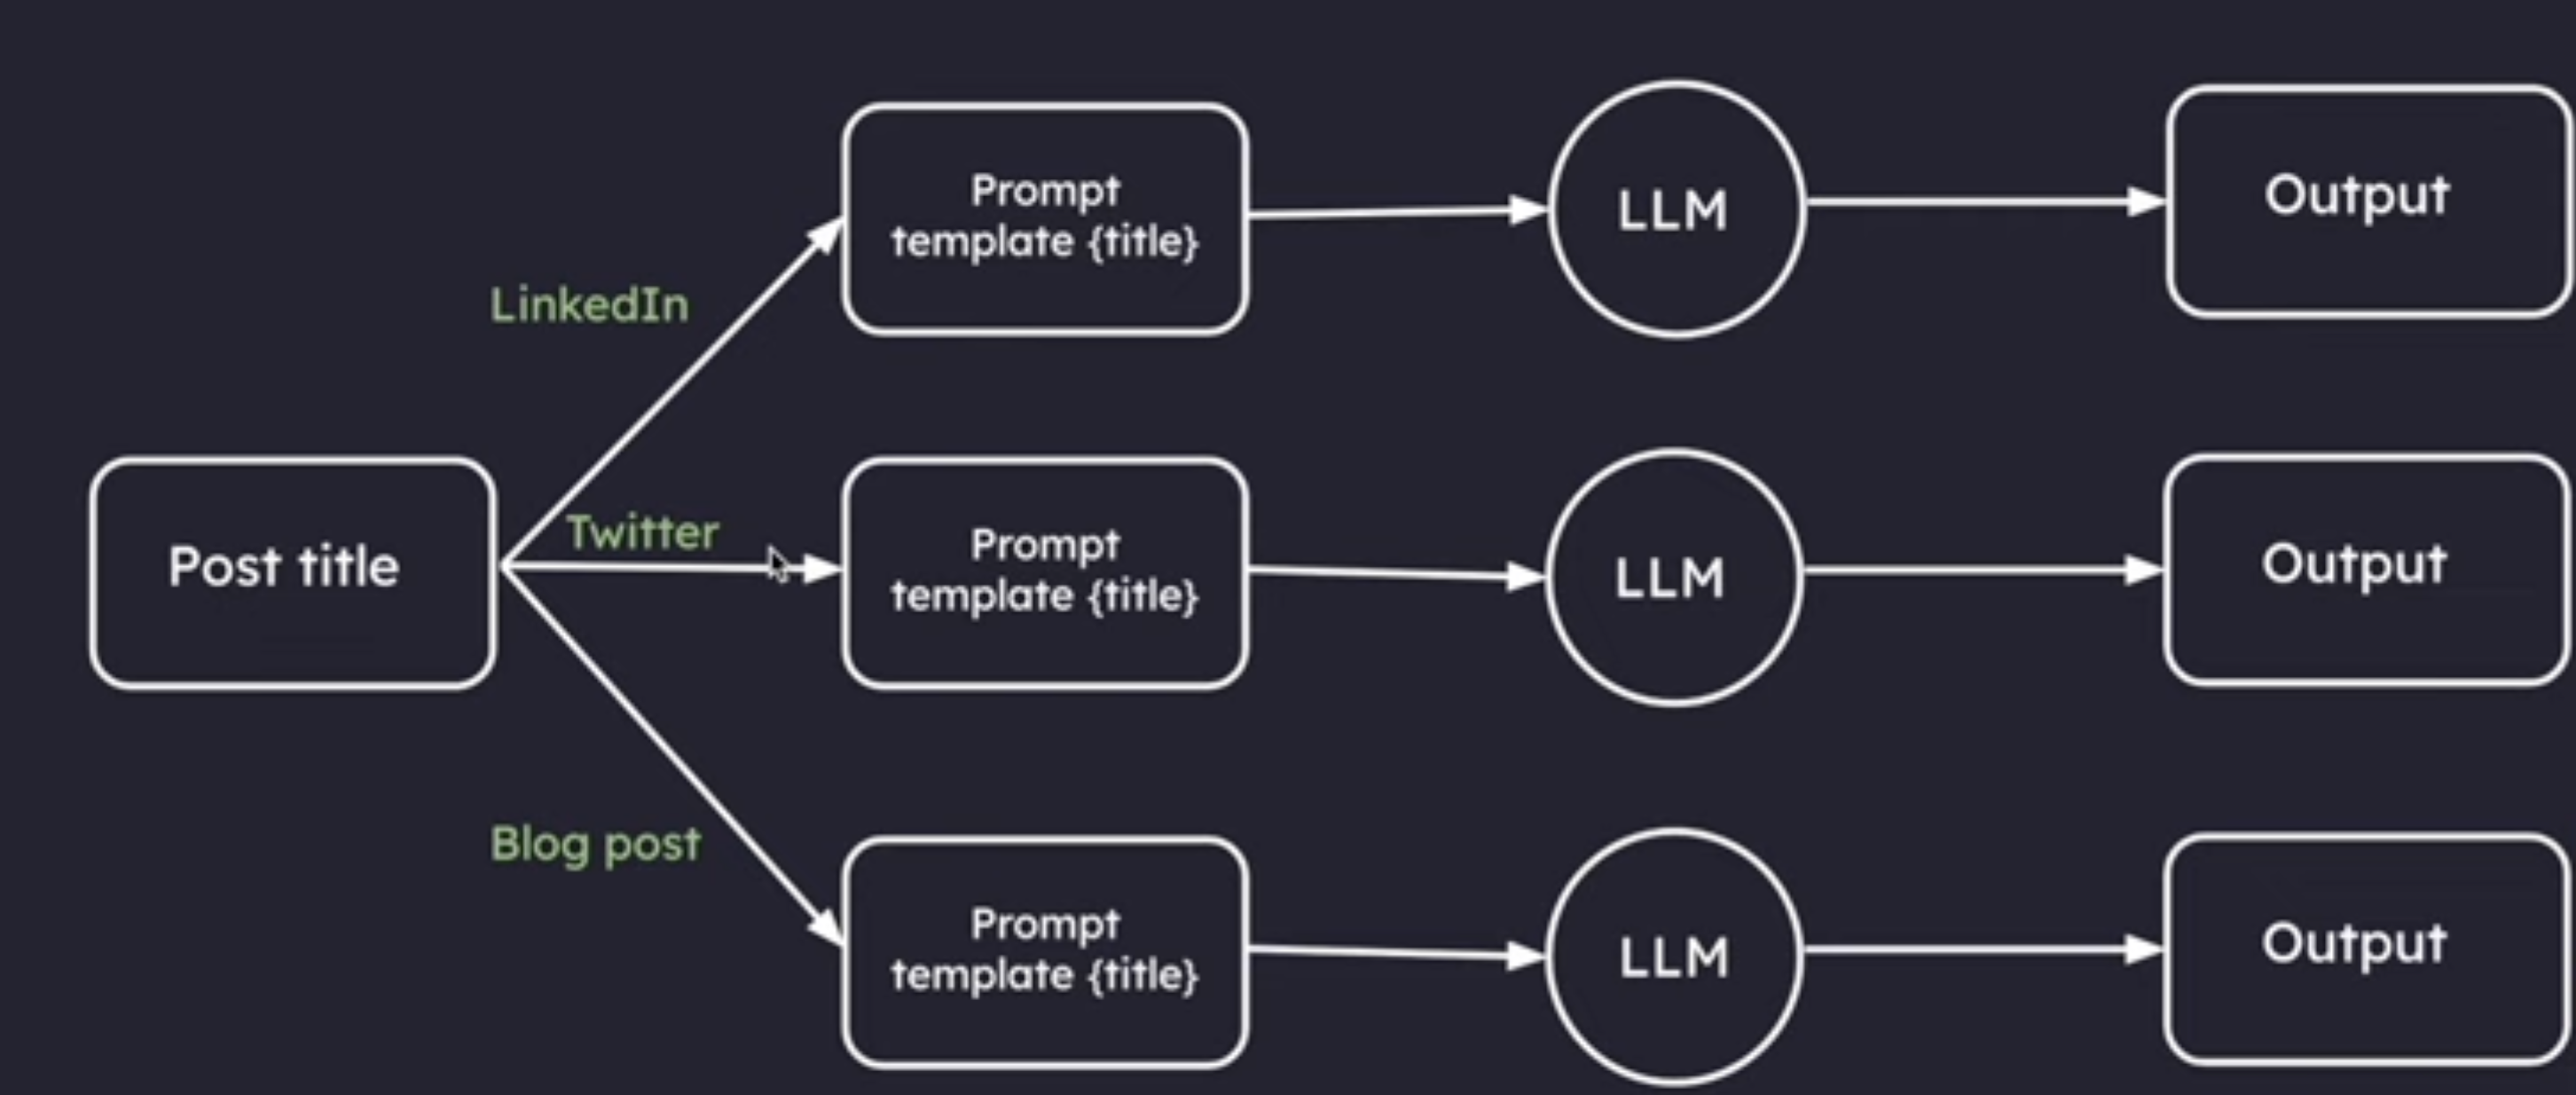 Prompt
template {title}
LLM
Output
LinkedIn
Post title
Twitter
Prompt
template {title}
LLM
Output
Blog post
Prompt
template {title}
LLM
Output